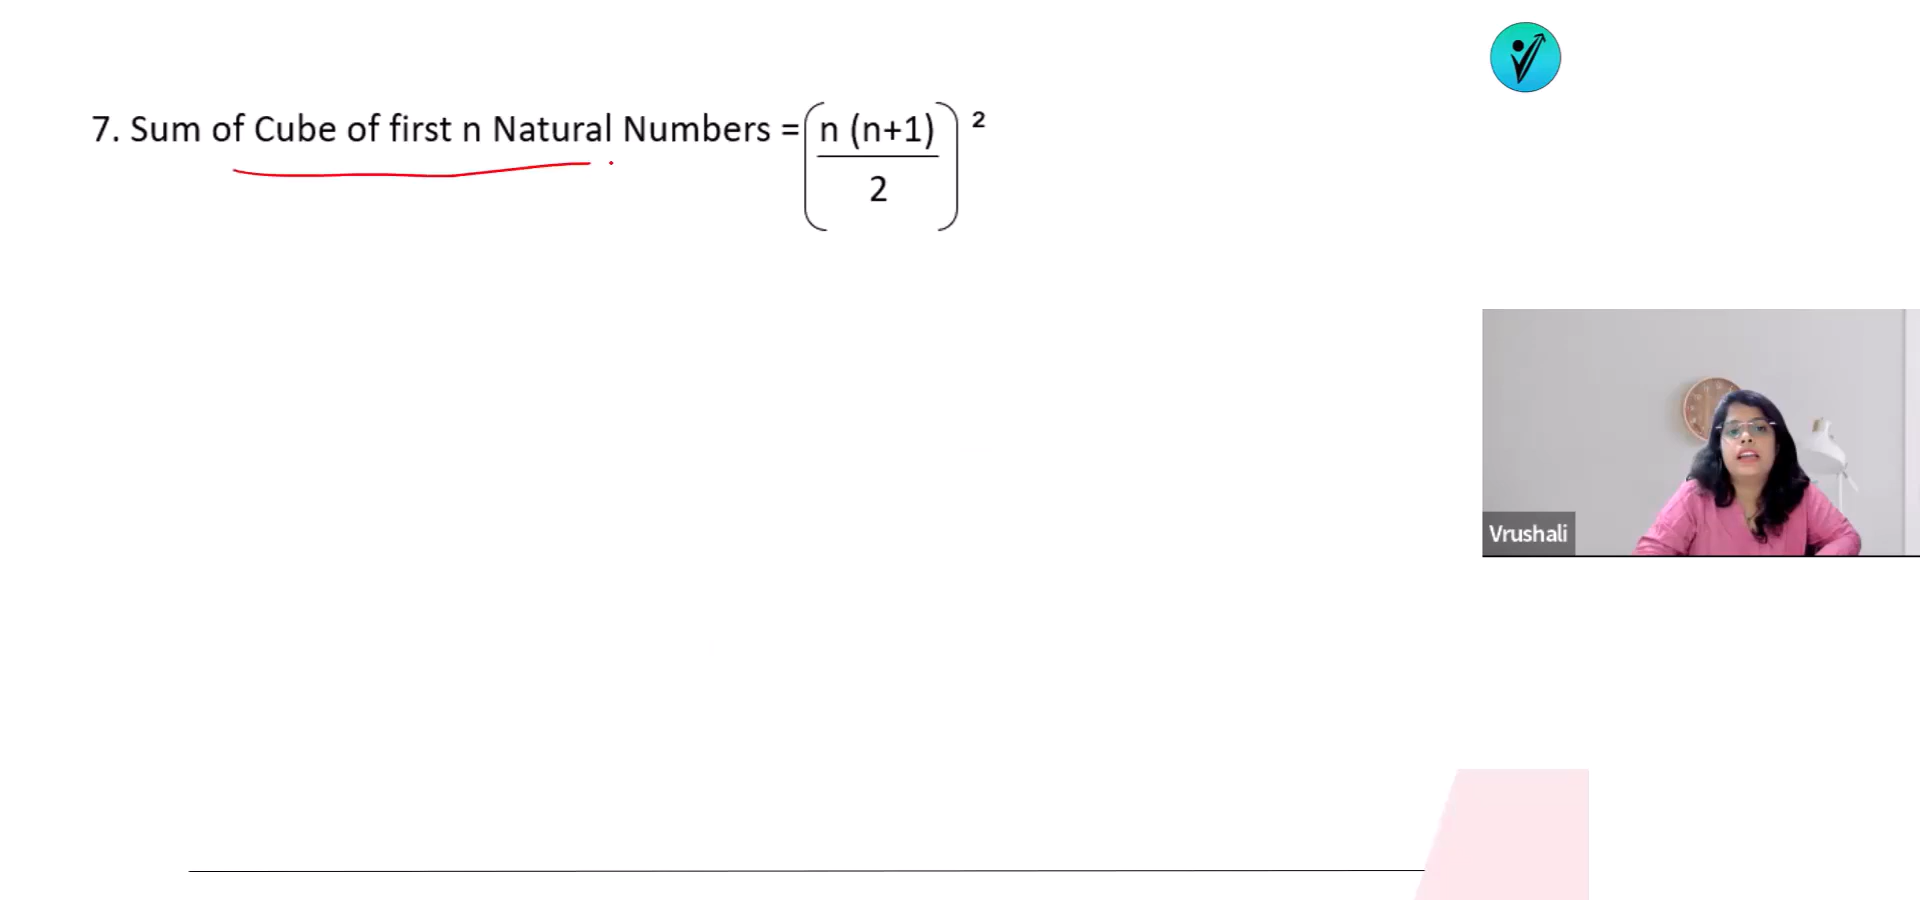 7. Sum of Cube of first n Natural Numbers = ( n (n+1) / 2 ) ²
Vrushali